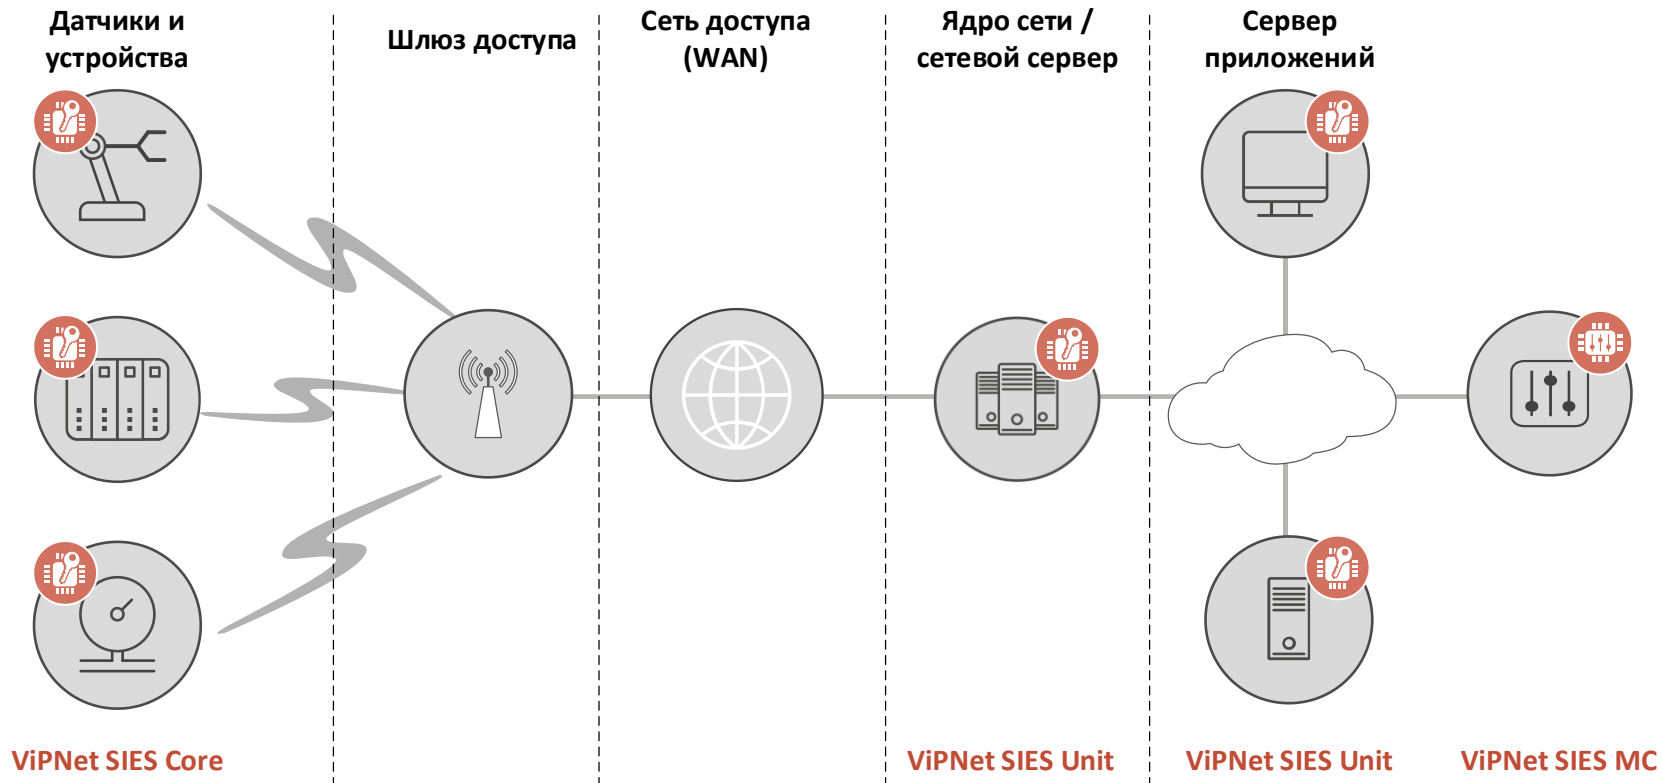 Датчики и
устройства
Шлюз доступа
Сеть доступа
(WAN)
Ядро сети /
сетевой сервер
Сервер
приложений
ViPNet SIES Core
ViPNet SIES Unit
ViPNet SIES Unit
ViPNet SIES MC